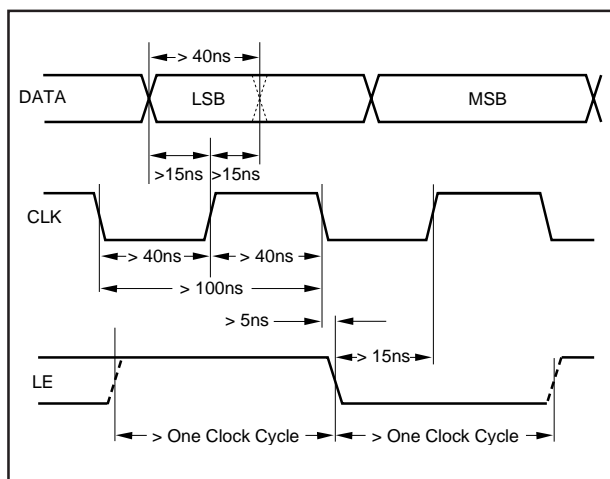 > 40ns
DATA
LSB
MSB
>15ns >15ns
CLK
> 40ns
> 40ns
> 100ns
> 5ns
> 15ns
LE
> One Clock Cycle
> One Clock Cycle